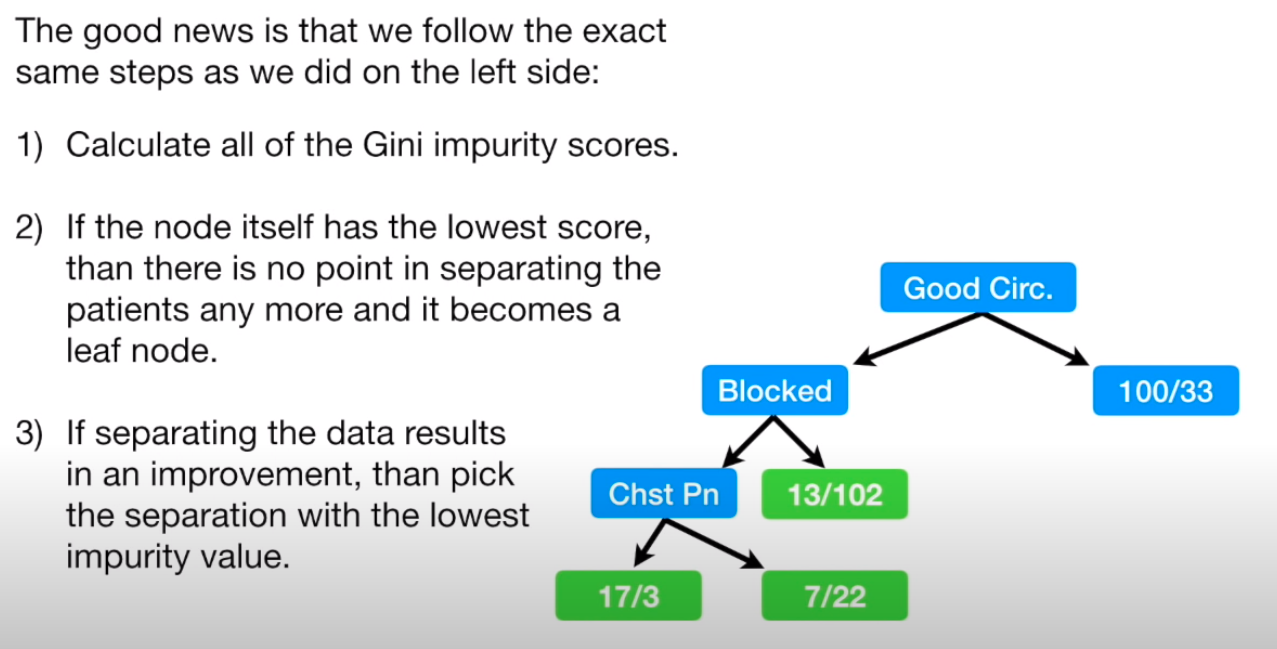 The good news is that we follow the exact
same steps as we did on the left side:
1) Calculate all of the Gini impurity scores.
2) If the node itself has the lowest score,
than there is no point in separating the
patients any more and it becomes a
leaf node.
3) If separating the data results
in an improvement, than pick
the separation with the lowest
impurity value.
Good Circ.
Blocked
100/33
Chst Pn
13/102
17/3
7/22